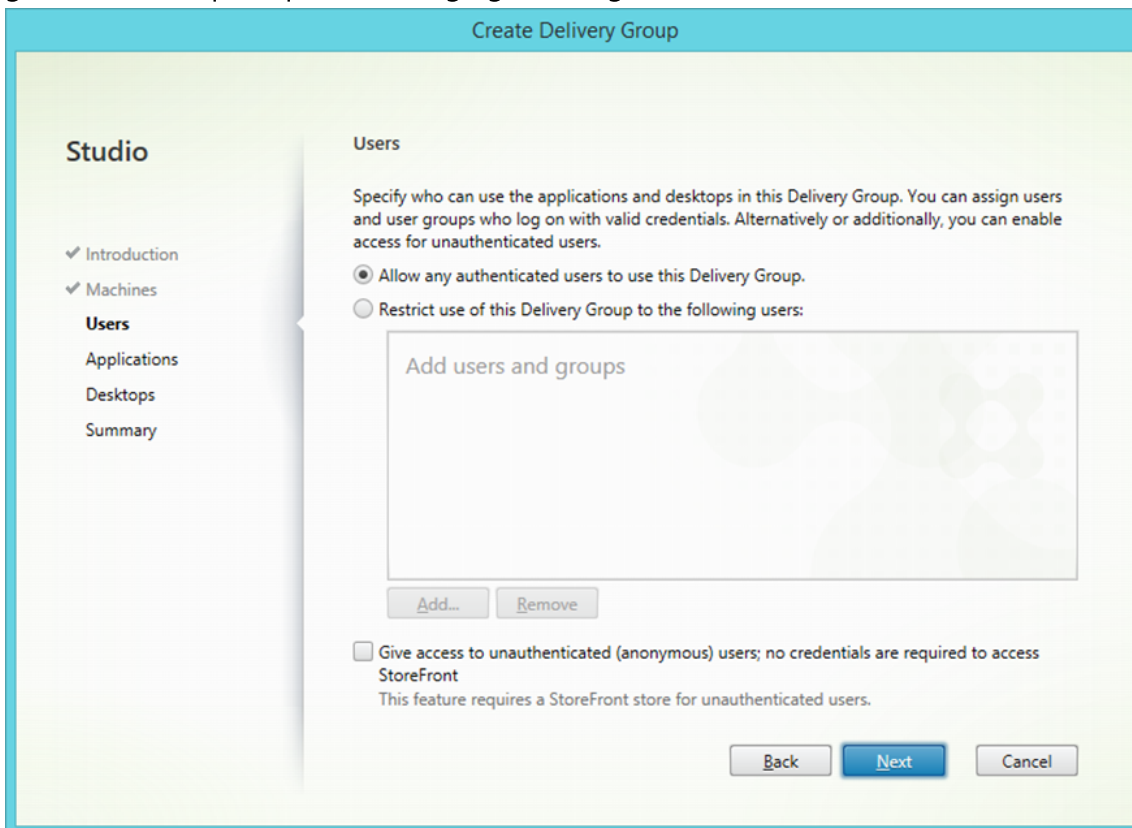 Create Delivery Group
Studio
✔ Introduction
✔ Machines
Users
Applications
Desktops
Summary
Users
Specify who can use the applications and desktops in this Delivery Group. You can assign users
and user groups who log on with valid credentials. Alternatively or additionally, you can enable
access for unauthenticated users.
Allow any authenticated users to use this Delivery Group.
Restrict use of this Delivery Group to the following users:
Add users and groups
Add...
Remove
Give access to unauthenticated (anonymous) users; no credentials are required to access
StoreFront
This feature requires a StoreFront store for unauthenticated users.
Back
Next
Cancel